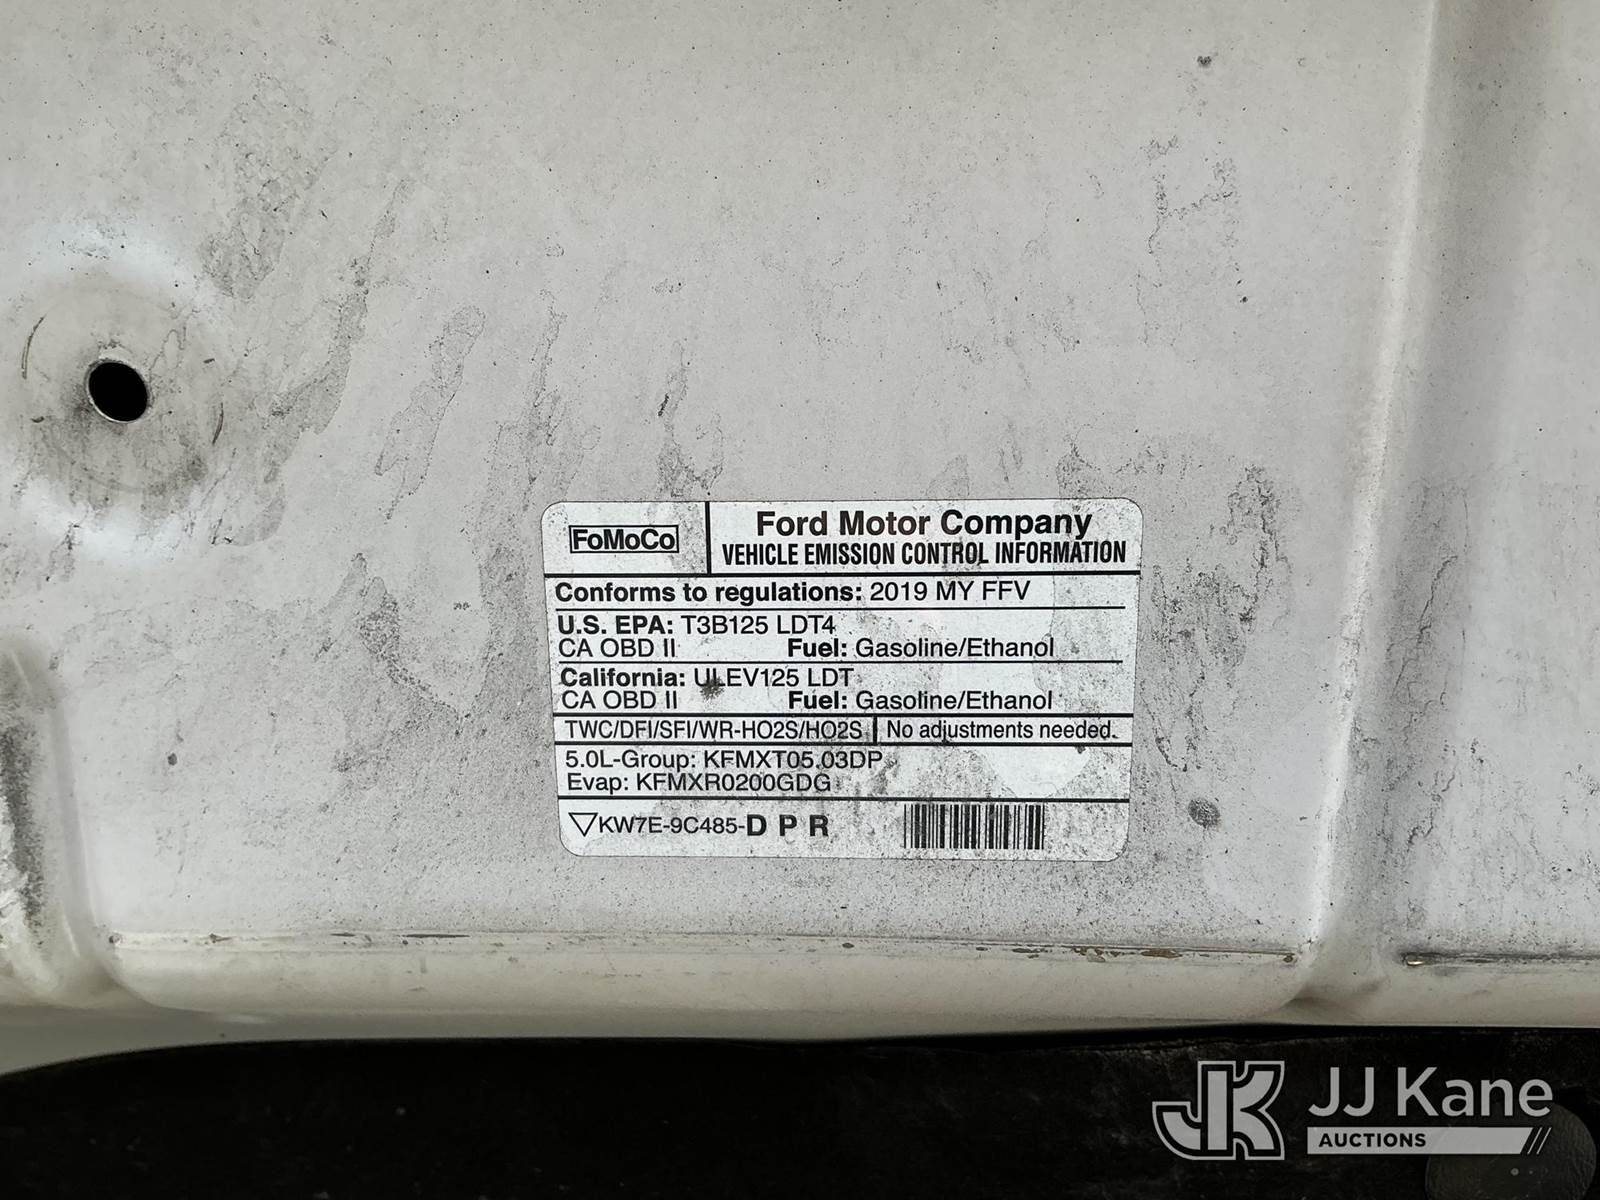 FoMoCo
Ford Motor Company
VEHICLE EMISSION CONTROL INFORMATION
Conforms to regulations: 2019 MY FFV
U.S. EPA: T3B125 LDT4
CA OBD II Fuel: Gasoline/Ethanol
California: ULEV125 LDT
CA OBD II Fuel: Gasoline/Ethanol
TWC/DFI/SFI/WR-HO2S/HO2S No adjustments needed.
5.0L-Group: KFMXT05.03DP
Evap: KFMXR0200GDG
KW7E-9C485-D P R
JK JJ Kane
AUCTIONS